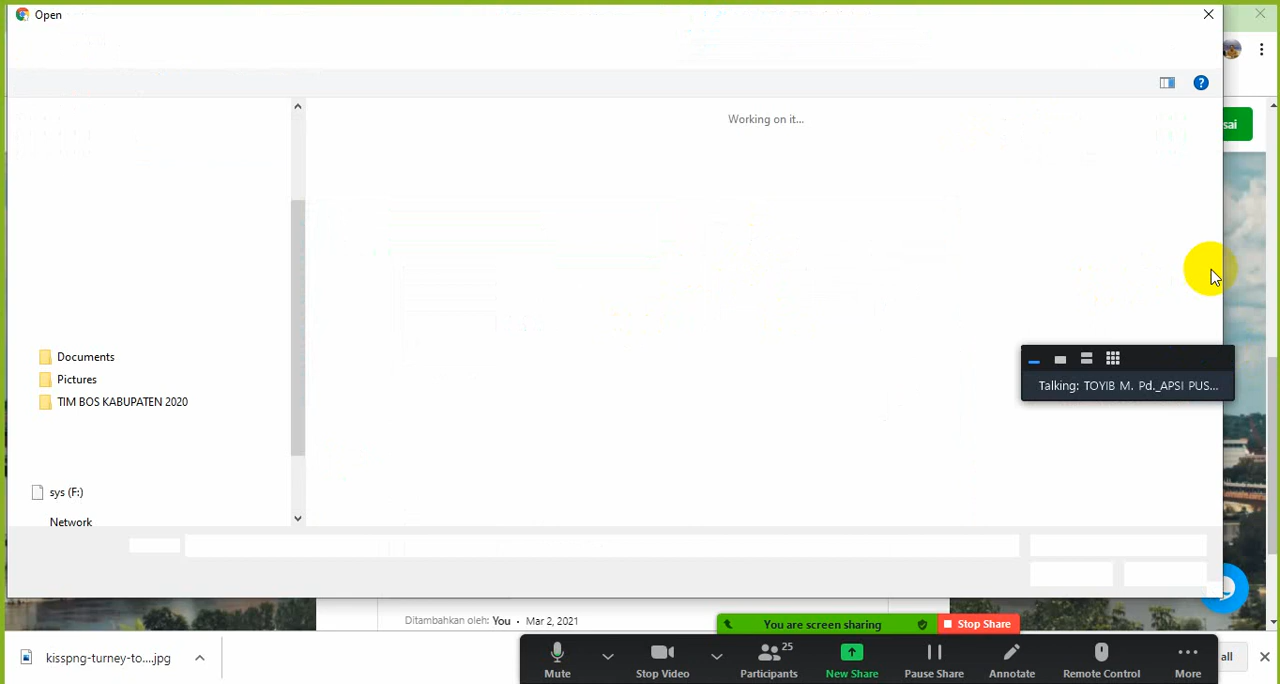 Open
sai
Working on it...
Documents
Pictures
TIM BOS KABUPATEN 2020
Talking: TOYIB M. Pd._APSI PUS...
sys (F:)
Network
Ditambahkan oleh: You • Mar 2, 2021
You are screen sharing
Stop Share
kisspng-turney-to....jpg
25
Mute
Stop Video
Participants
New Share
Pause Share
Annotate
Remote Control
More
all